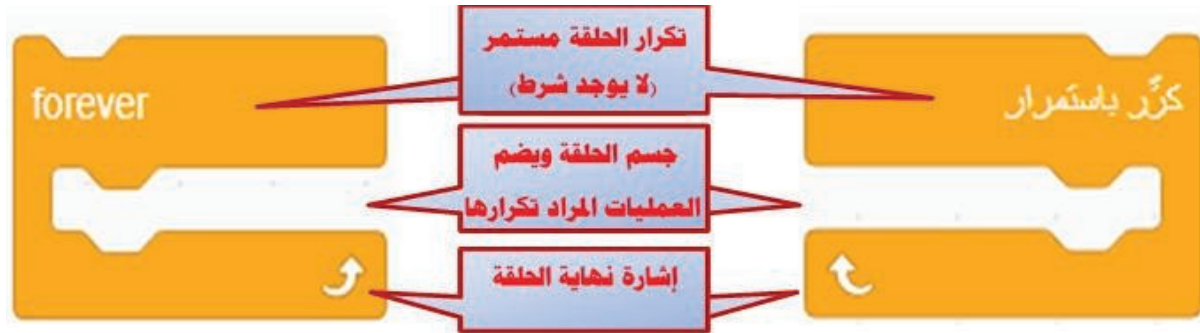 تكرار الحلقة مستمر
(لا يوجد شرط)
forever
كرِّر باستمرار
جسم الحلقة ويضم
العمليات المراد تكرارها
إشارة نهاية الحلقة